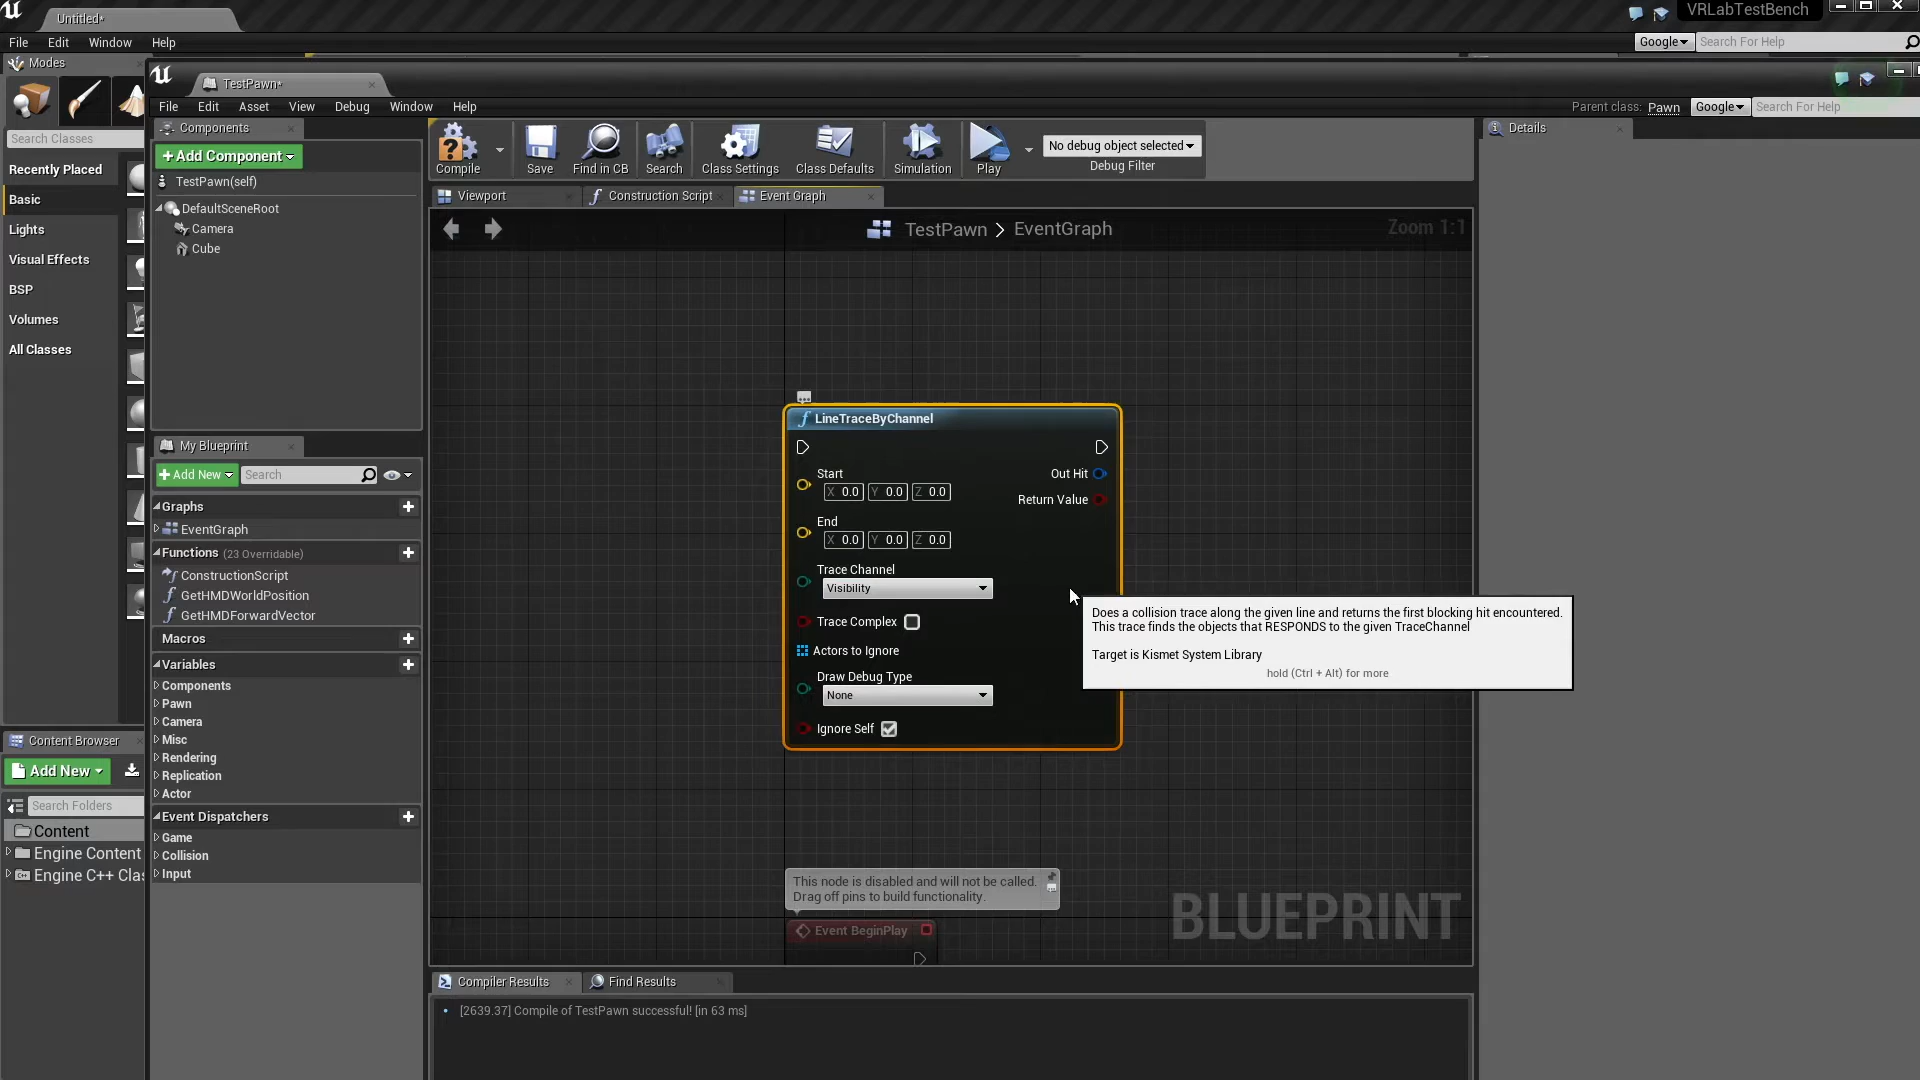 Untitled*
VRLabTestBench
File Edit Window Help
Google Search For Help
Modes
TestPawn*
File Edit Asset View Debug Window Help
Parent class: Pawn Google Search For Help
Search Classes
Recently Placed
Basic
Lights
Visual Effects
BSP
Volumes
All Classes
Components
+ Add Component
TestPawn(self)
DefaultSceneRoot
Camera
Cube
Compile
Save
Find in CB
Search
Class Settings
Class Defaults
Simulation
Play
No debug object selected
Debug Filter
Details
Viewport
Construction Script
Event Graph
TestPawn > EventGraph
Zoom 1:1
My Blueprint
+ Add New Search
Graphs
EventGraph
Functions (23 Overridable)
ConstructionScript
GetHMDWorldPosition
GetHMDForwardVector
Macros
Variables
Components
Pawn
Camera
Misc
Rendering
Replication
Actor
Event Dispatchers
Game
Collision
Input
LineTraceByChannel
Start
X 0.0 Y 0.0 Z 0.0
Out Hit
Return Value
End
X 0.0 Y 0.0 Z 0.0
Trace Channel
Visibility
Trace Complex
Actors to Ignore
Draw Debug Type
None
Ignore Self
Does a collision trace along the given line and returns the first blocking hit encountered.
This trace finds the objects that RESPONDS to the given TraceChannel
Target is Kismet System Library
hold (Ctrl + Alt) for more
This node is disabled and will not be called.
Drag off pins to build functionality.
Event BeginPlay
BLUEPRINT
Content Browser
Add New
Search Folders
Content
Engine Content
Engine C++ Clas
Compiler Results
Find Results
[2639.37] Compile of TestPawn successful! [in 63 ms]